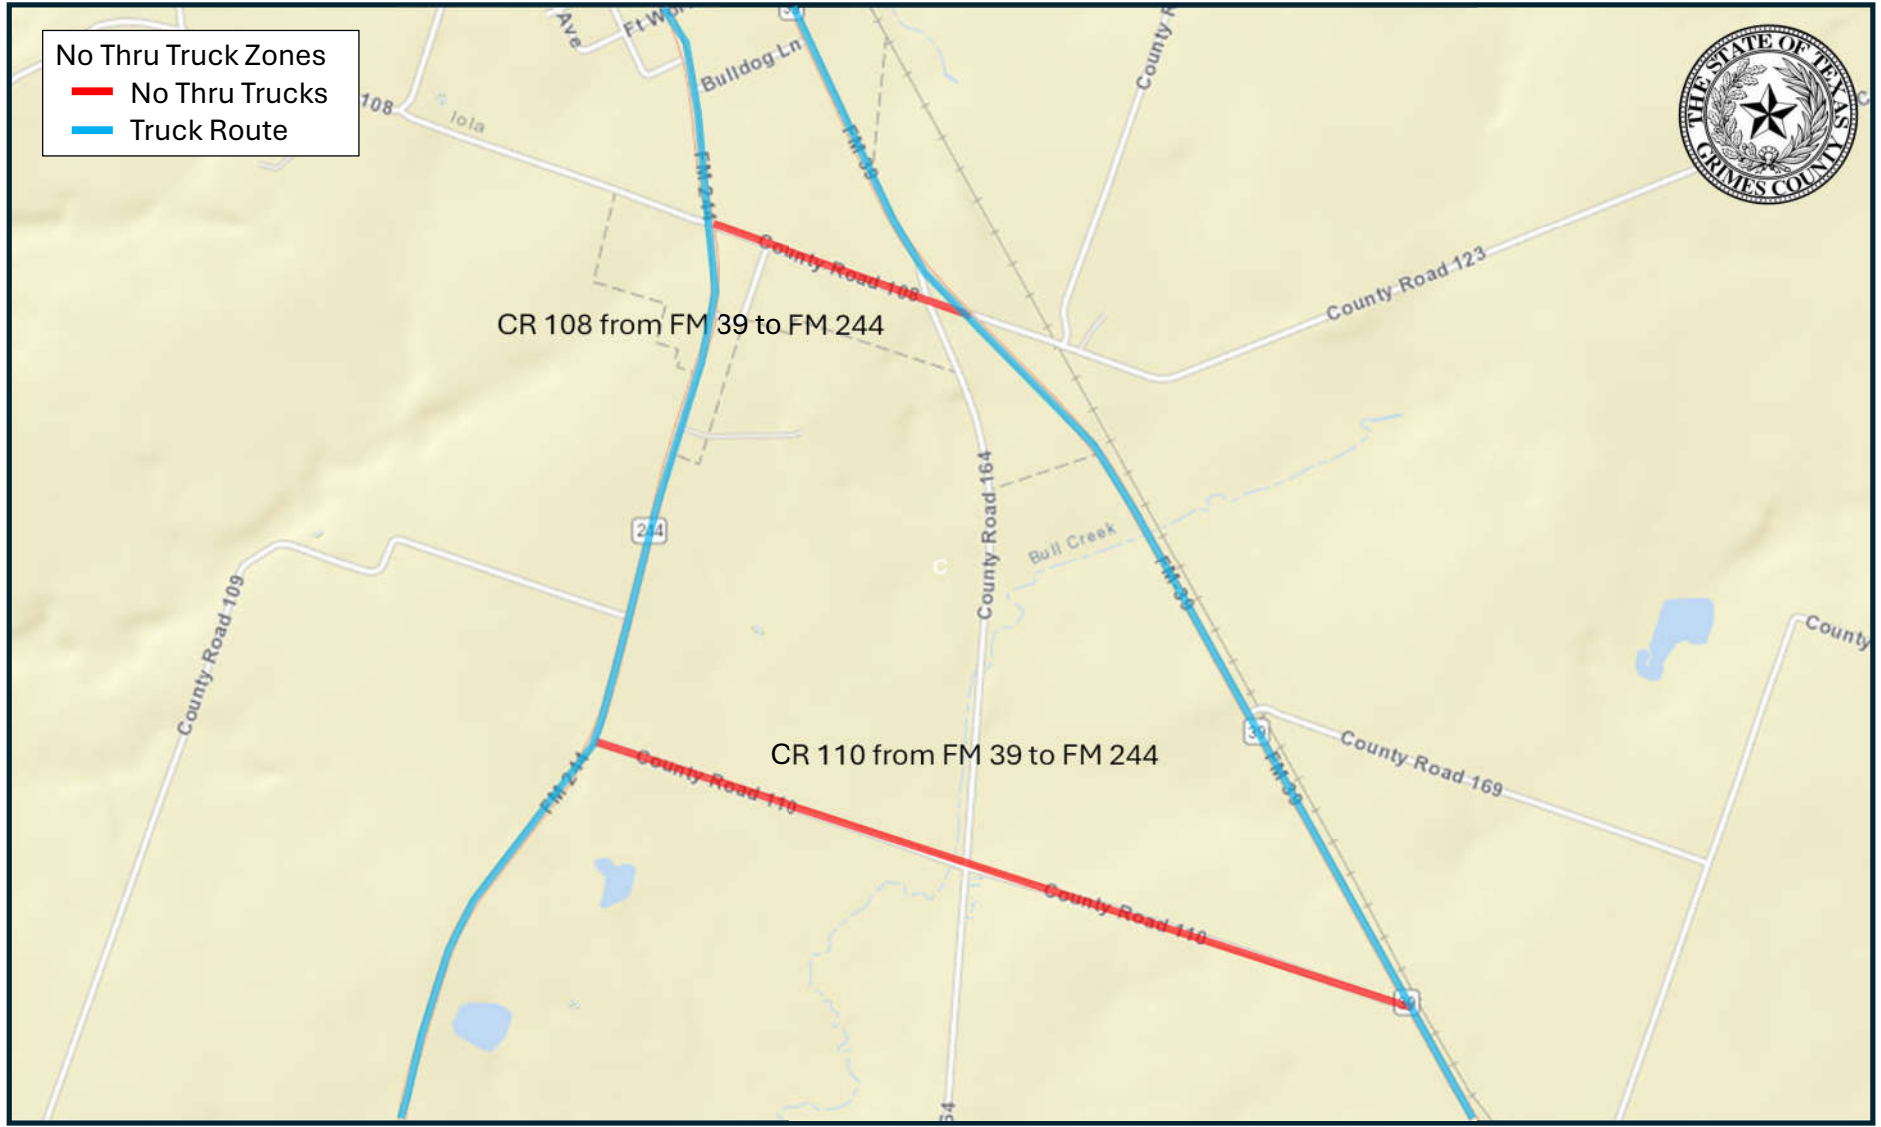 No Thru Truck Zones
No Thru Trucks
Truck Route
Ave
Bulldog Ln
108
Iola
FM 244
FM 39
County R
THE STATE OF TEXAS
GRIMES COUNTY
County Road 108
County Road 123
CR 108 from FM 39 to FM 244
244
County Road 164
Bull Creek
C
FM 39
County Road 109
County
39
County Road 169
FM 39
FM 244
County Road 110
CR 110 from FM 39 to FM 244
County Road 110
39
64